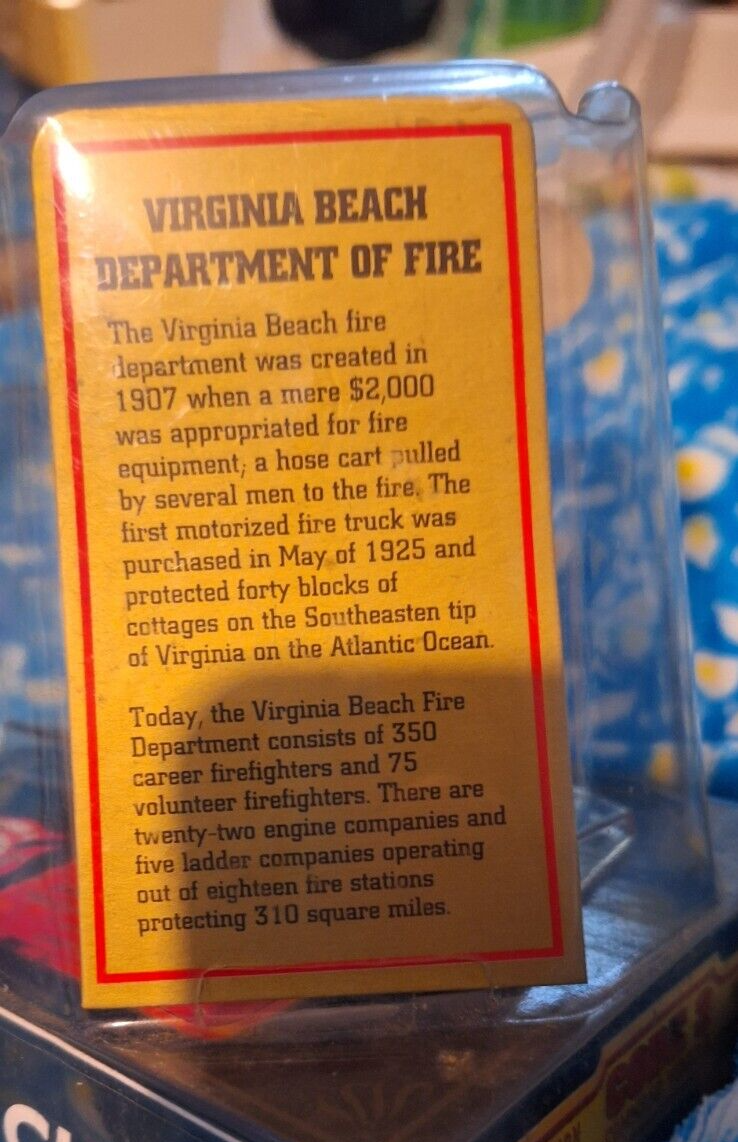 VIRGINIA BEACH
DEPARTMENT OF FIRE
The Virginia Beach fire
department was created in
1907 when a mere $2,000
was appropriated for fire
equipment, a hose cart pulled
by several men to the fire. The
first motorized fire truck was
purchased in May of 1925 and
protected forty blocks of
cottages on the Southeasten tip
of Virginia on the Atlantic Ocean.
Today, the Virginia Beach Fire
Department consists of 350
career firefighters and 75
volunteer firefighters. There are
twenty-two engine companies and
five ladder companies operating
out of eighteen fire stations
protecting 310 square miles.